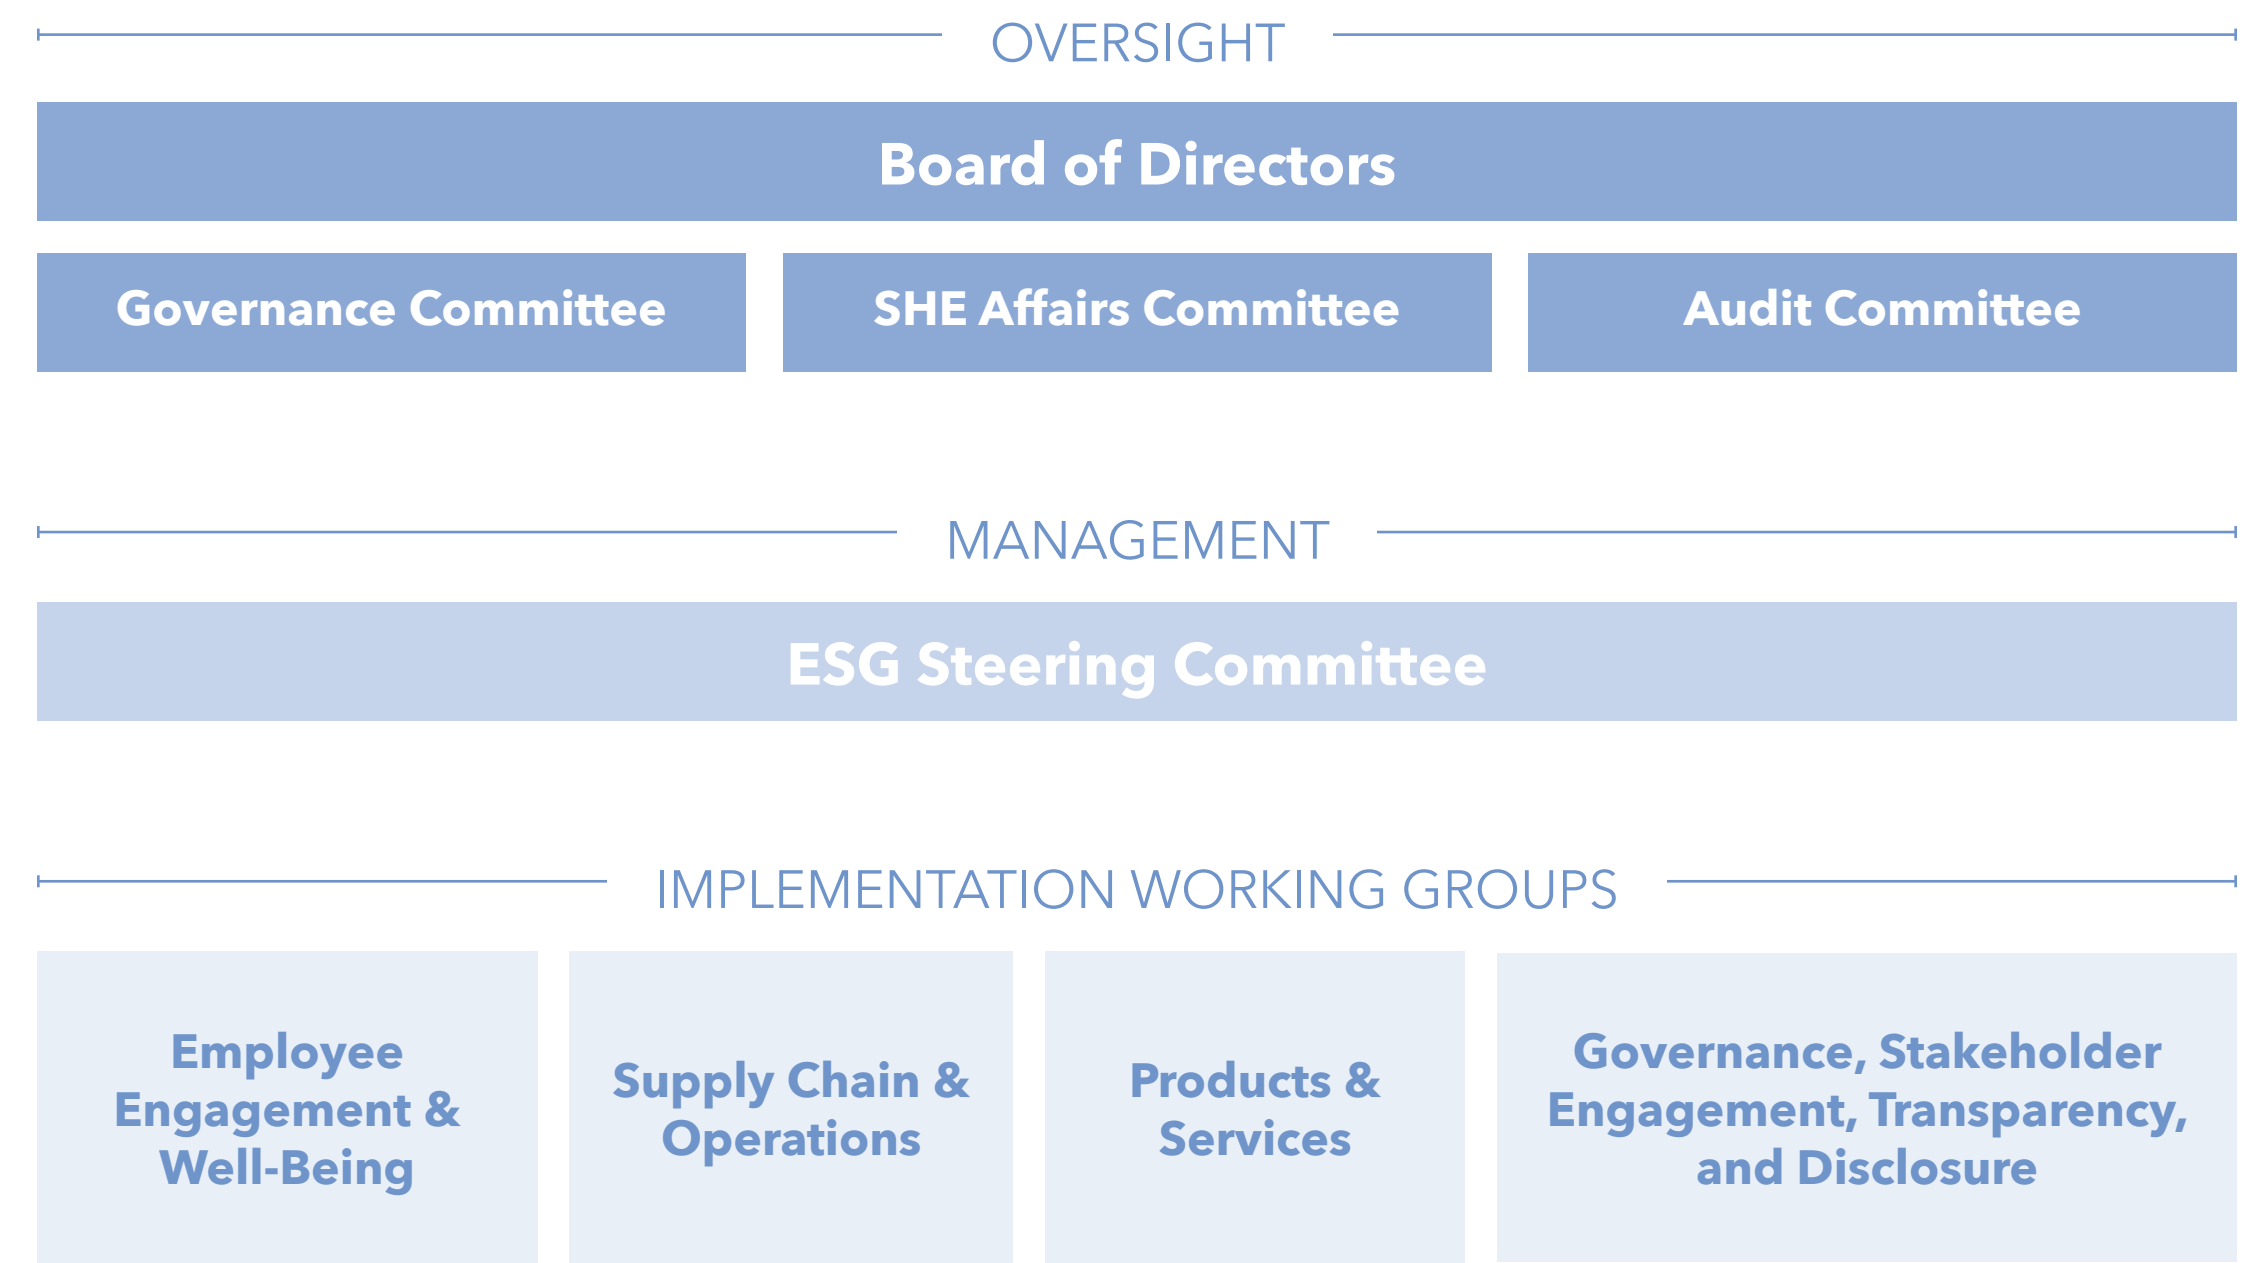 OVERSIGHT
Board of Directors
Governance Committee
SHE Affairs Committee
Audit Committee
MANAGEMENT
ESG Steering Committee
IMPLEMENTATION WORKING GROUPS
Employee
Engagement &
Well-Being
Supply Chain &
Operations
Products &
Services
Governance, Stakeholder
Engagement, Transparency,
and Disclosure